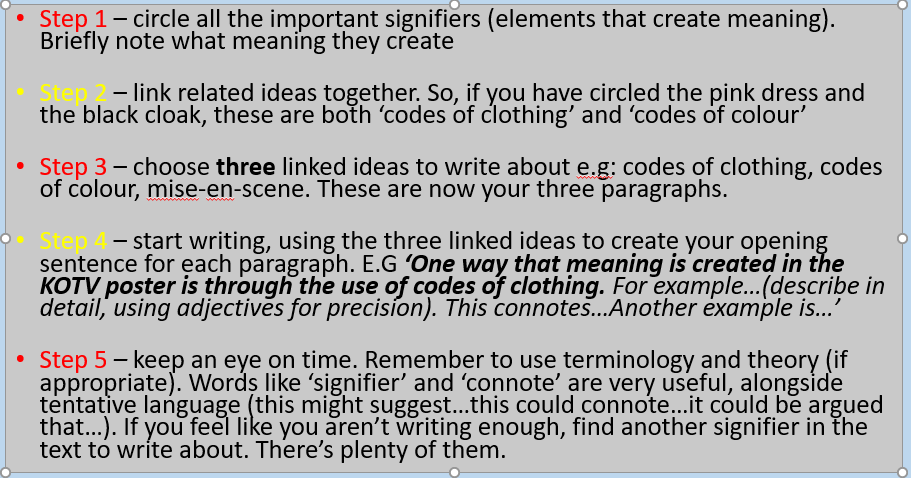 • Step 1 – circle all the important signifiers (elements that create meaning).
Briefly note what meaning they create
• Step 2 – link related ideas together. So, if you have circled the pink dress and
the black cloak, these are both ‘codes of clothing’ and ‘codes of colour’
• Step 3 – choose three linked ideas to write about e.g: codes of clothing, codes
of colour, mise-en-scene. These are now your three paragraphs.
• Step 4 – start writing, using the three linked ideas to create your opening
sentence for each paragraph. E.G ‘One way that meaning is created in the
KOTV poster is through the use of codes of clothing. For example…(describe in
detail, using adjectives for precision). This connotes…Another example is…’
• Step 5 – keep an eye on time. Remember to use terminology and theory (if
appropriate). Words like ‘signifier’ and ‘connote’ are very useful, alongside
tentative language (this might suggest…this could connote…it could be argued
that…). If you feel like you aren’t writing enough, find another signifier in the
text to write about. There’s plenty of them.